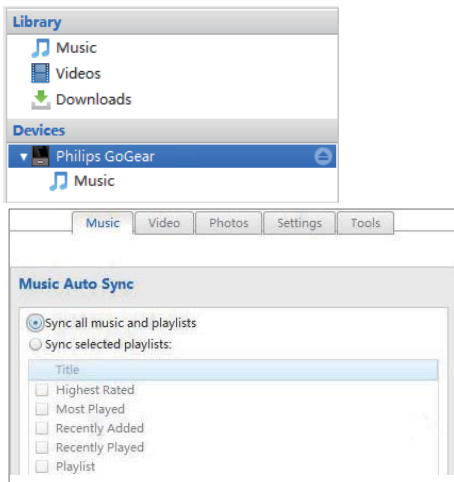 Library
Music
Videos
Downloads
Devices
Philips GoGear
Music
Music Video Photos Settings Tools
Music Auto Sync
Sync all music and playlists
Sync selected playlists:
Title
Highest Rated
Most Played
Recently Added
Recently Played
Playlist